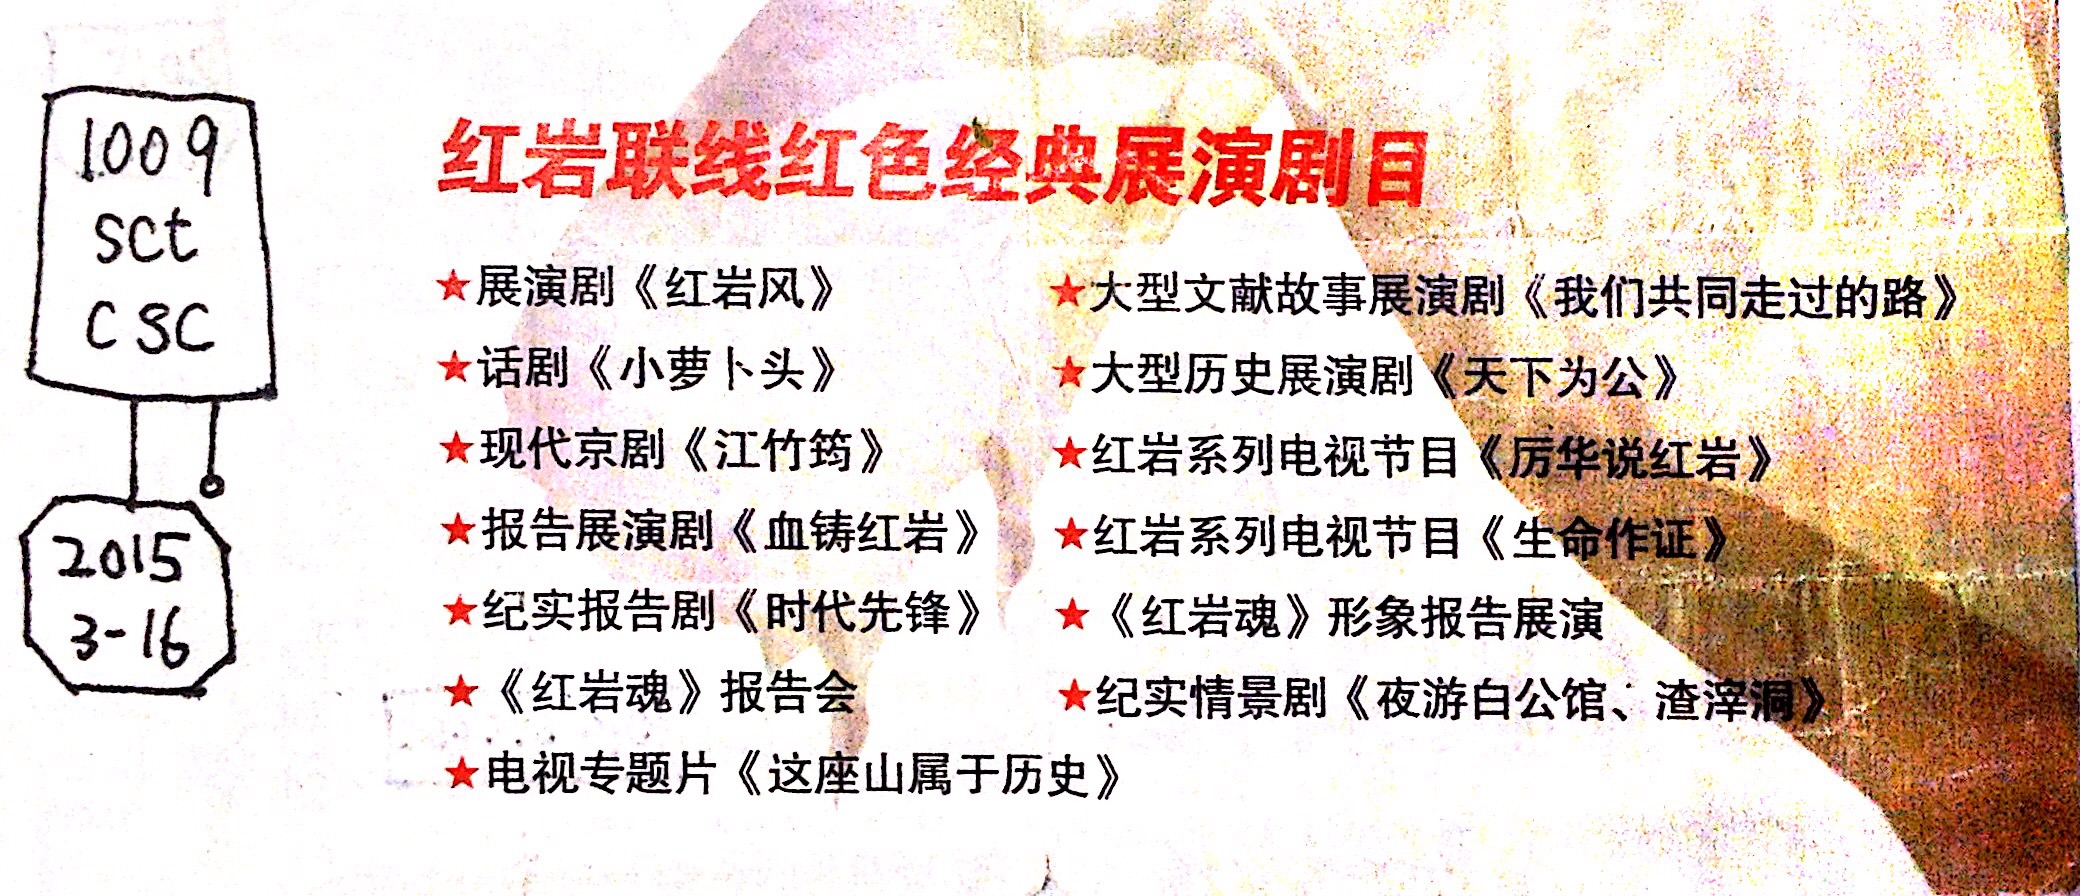 1009
sct
CSC
2015
3-16
红岩联线红色经典展演剧目
★展演剧《红岩风》
★话剧《小萝卜头》
★现代京剧《江竹筠》
★报告展演剧《血铸红岩》
★纪实报告剧《时代先锋》
★《红岩魂》报告会
★电视专题片《这座山属于历史》
★大型文献故事展演剧《我们共同走过的路》
★大型历史展演剧《天下为公》
★红岩系列电视节目《厉华说红岩》
★红岩系列电视节目《生命作证》
★《红岩魂》形象报告展演
★纪实情景剧《夜游白公馆、渣滓洞》